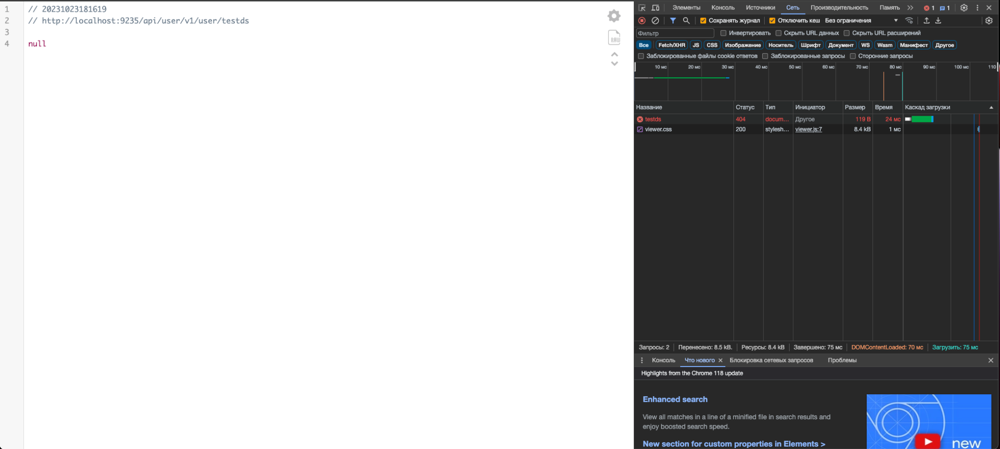 1 // 20231023181619
2 // http://localhost:9235/api/user/v1/user/testds
3
4 null
RAW
Элементы Консоль Источники Сеть Производительность Память 1 1
Сохранять журнал Отключить кеш Без ограничения
Фильтр Инвертировать Скрыть URL данных Скрыть URL расширений
Все Fetch/XHR JS CSS Изображение Носитель Шрифт Документ WS Wasm Манифест Другое
Заблокированные файлы cookie ответов Заблокированные запросы Сторонние запросы
10 мс 20 мс 30 мс 40 мс 50 мс 60 мс 70 мс 80 мс 90 мс 100 мс 110
Название Статус Тип Инициатор Размер Время Каскад загрузки
testds 404 docum... Другое 119 B 24 мс
viewer.css 200 stylesh... viewer.js:7 8.4 kB 1 мс
Запросы: 2 Перенесено: 8.5 kB. Ресурсы: 8.4 kB Завершено: 75 мс DOMContentLoaded: 70 мс Загрузить: 75 мс
Консоль Что нового Блокировка сетевых запросов Проблемы
Highlights from the Chrome 118 update
Enhanced search
View all matches in a line of a minified file in search results and
enjoy boosted search speed.
New section for custom properties in Elements >
new